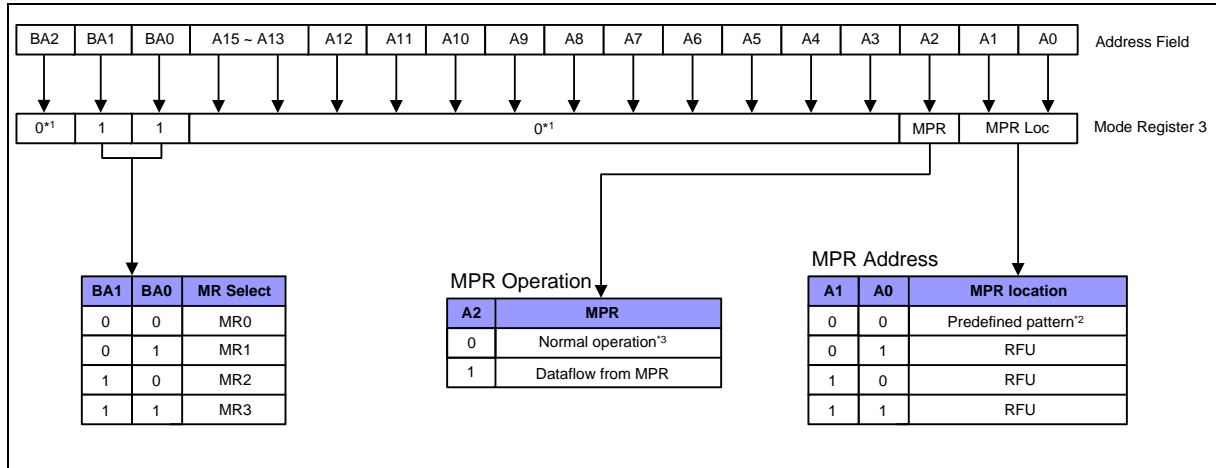 BA2 BA1 BA0 A15 ~ A13 A12 A11 A10 A9 A8 A7 A6 A5 A4 A3 A2 A1 A0 Address Field
0*1 1 1 0*1 MPR MPR Loc Mode Register 3
BA1 BA0 MR Select
0 0 MR0
0 1 MR1
1 0 MR2
1 1 MR3
MPR Operation
A2 MPR
0 Normal operation*3
1 Dataflow from MPR
MPR Address
A1 A0 MPR location
0 0 Predefined pattern*2
0 1 RFU
1 0 RFU
1 1 RFU